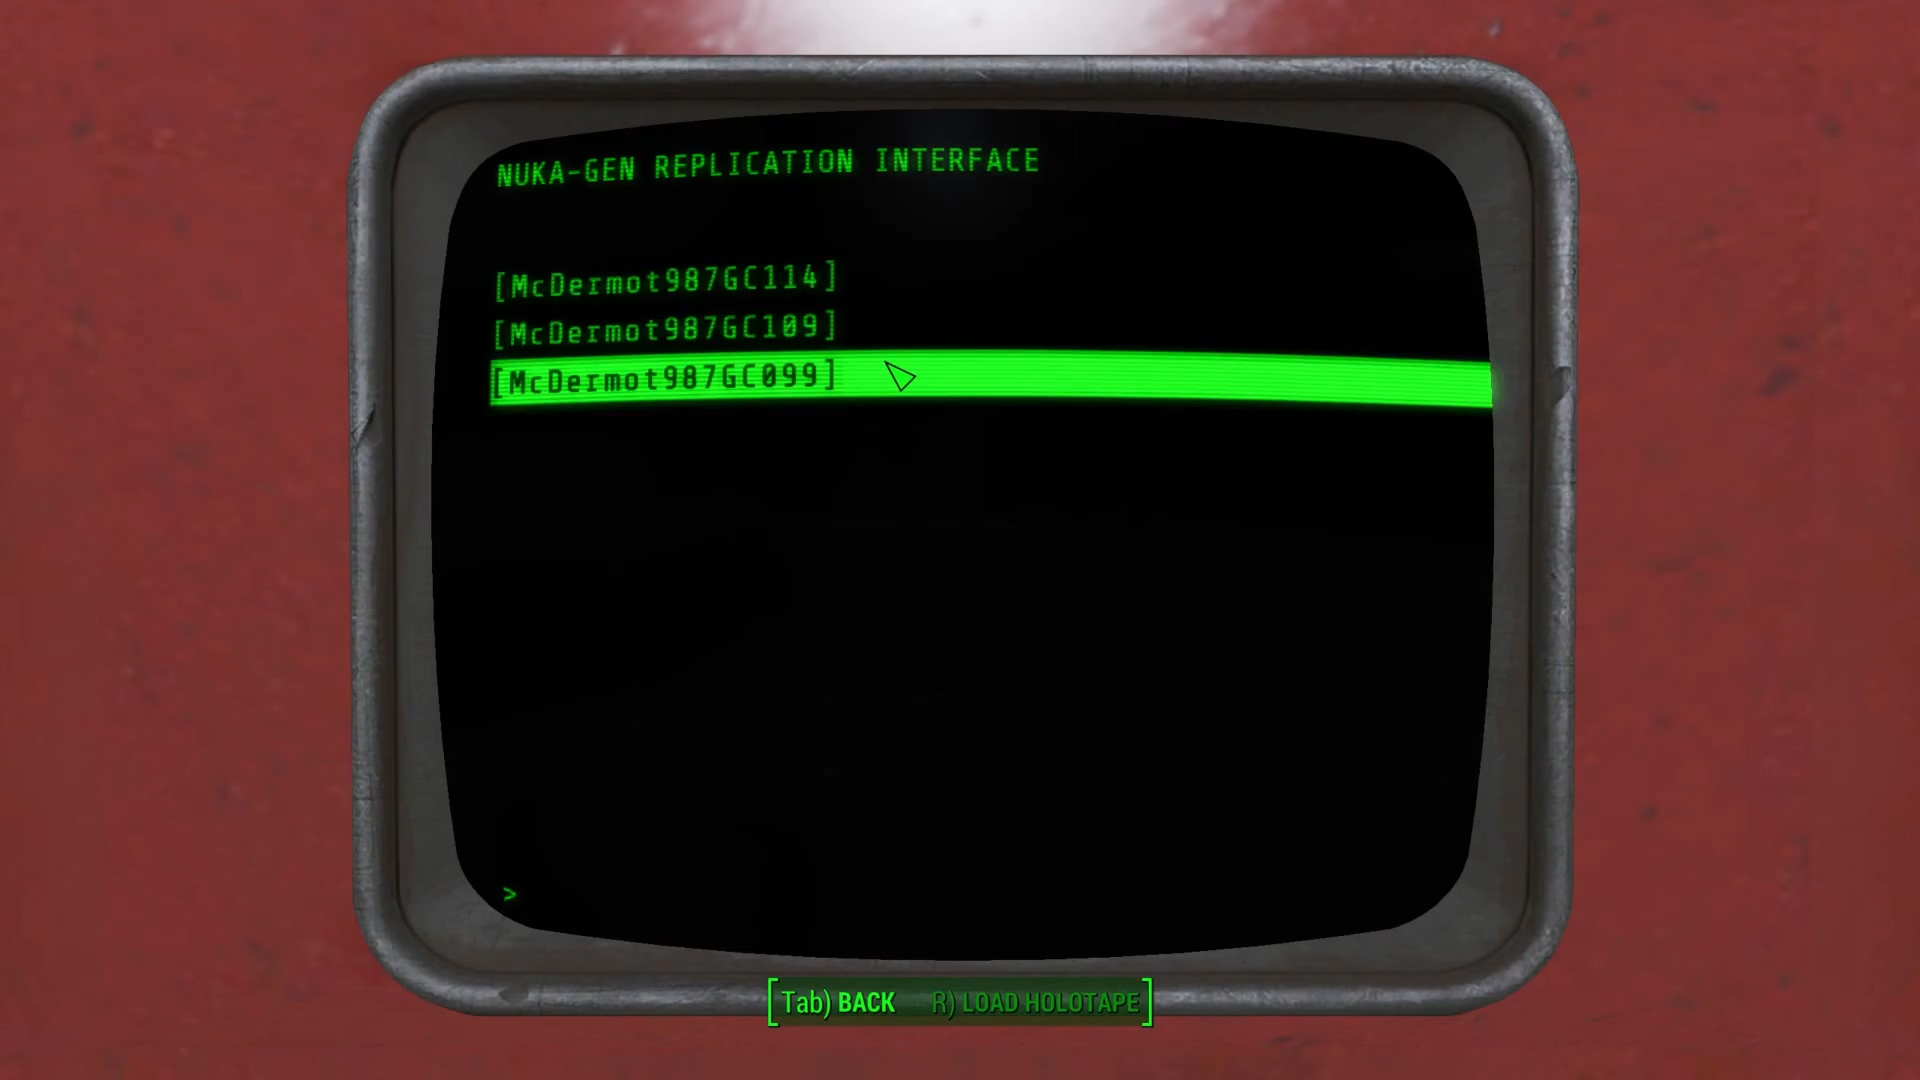 NUKA-GEN REPLICATION INTERFACE
[McDermot987GC114]
[McDermot987GC109]
[McDermot987GC099]
>
[Tab) BACK R) LOAD HOLOTAPE]